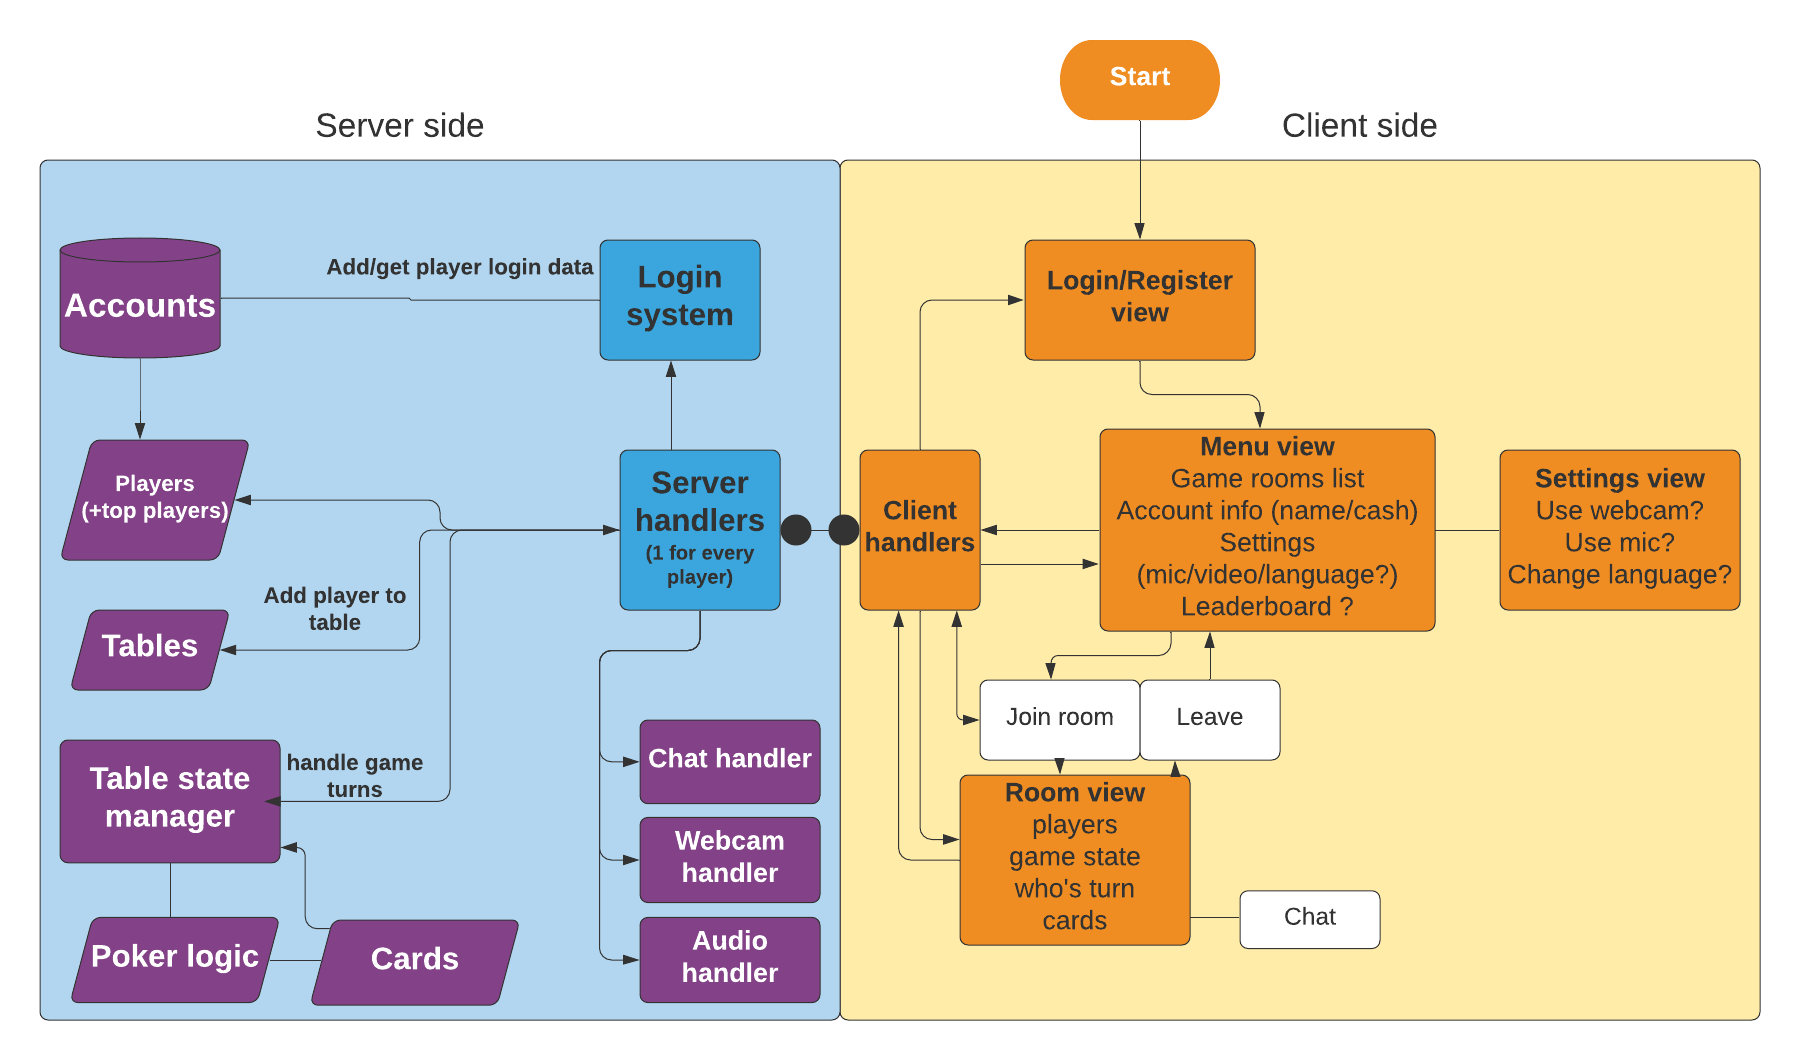 Start
Server side
Client side
Accounts
Add/get player login data
Login
system
Login/Register
view
Players
(+top players)
Server
handlers
(1 for every
player)
Client
handlers
Menu view
Game rooms list
Account info (name/cash)
Settings
(mic/video/language?)
Leaderboard ?
Settings view
Use webcam?
Use mic?
Change language?
Add player to
table
Tables
Join room
Leave
Table state
manager
handle game
turns
Chat handler
Webcam
handler
Audio
handler
Room view
players
game state
who's turn
cards
Chat
Poker logic
Cards